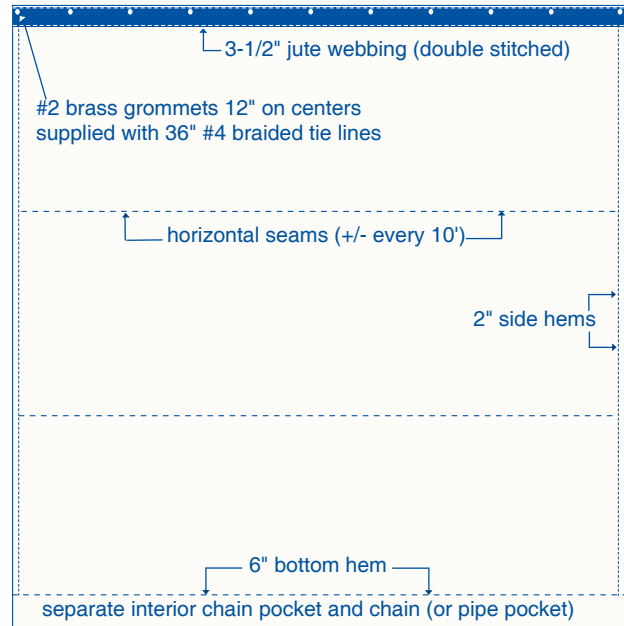 3-1/2" jute webbing (double stitched)
#2 brass grommets 12" on centers
supplied with 36" #4 braided tie lines
horizontal seams (+/- every 10')
2" side hems
6" bottom hem
separate interior chain pocket and chain (or pipe pocket)